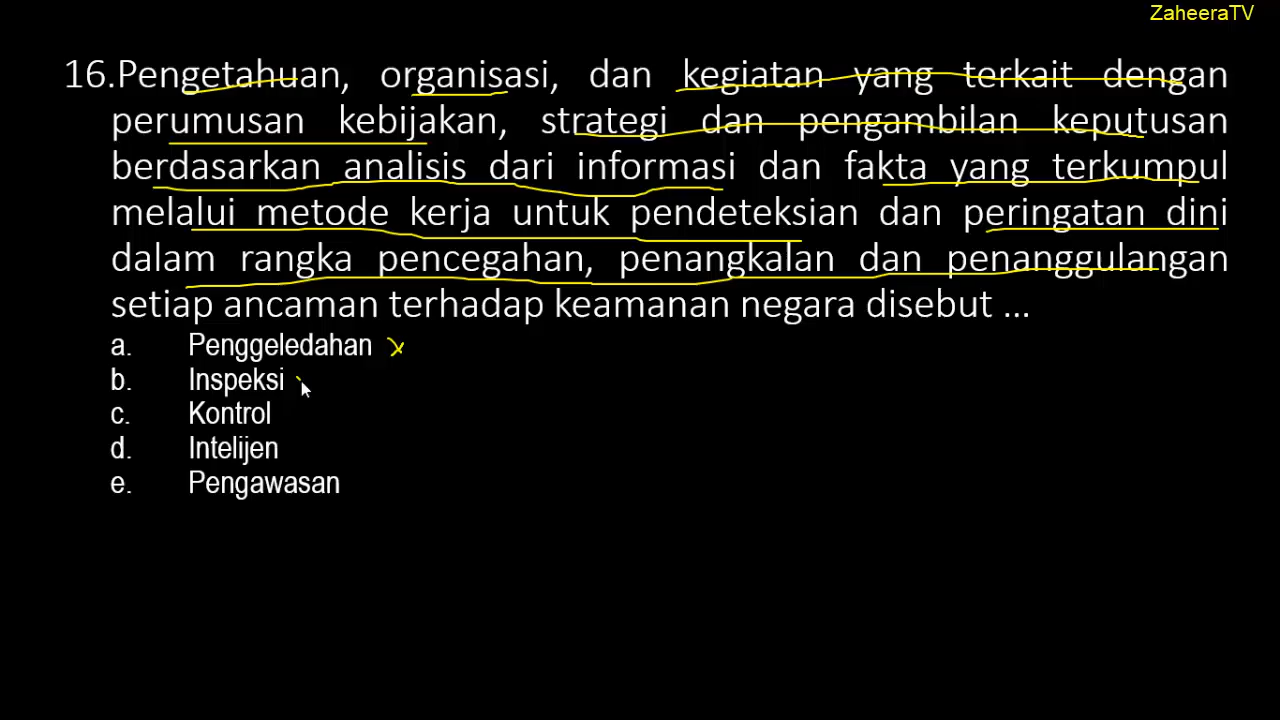 ZaheeraTV
16.Pengetahuan, organisasi, dan kegiatan yang terkait dengan
perumusan kebijakan, strategi dan pengambilan keputusan
berdasarkan analisis dari informasi dan fakta yang terkumpul
melalui metode kerja untuk pendeteksian dan peringatan dini
dalam rangka pencegahan, penangkalan dan penanggulangan
setiap ancaman terhadap keamanan negara disebut ...
a. Penggeledahan
b. Inspeksi
c. Kontrol
d. Intelijen
e. Pengawasan